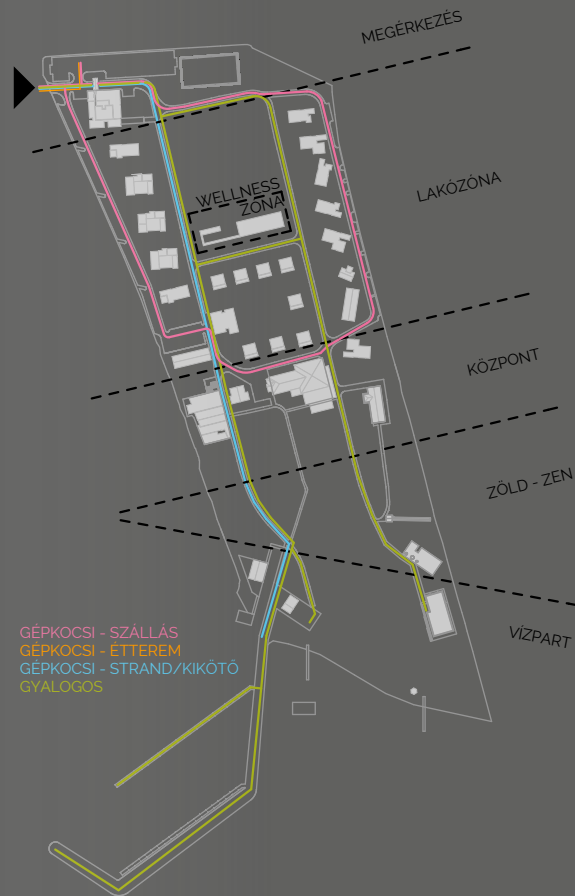 MEGÉRKEZÉS
LAKÓZÓNA
WELLNESS
ZÓNA
KÖZPONT
ZÖLD - ZEN
VÍZPART
GÉPKOCSI - SZÁLLÁS
GÉPKOCSI - ÉTTEREM
GÉPKOCSI - STRAND/KIKÖTŐ
GYALOGOS